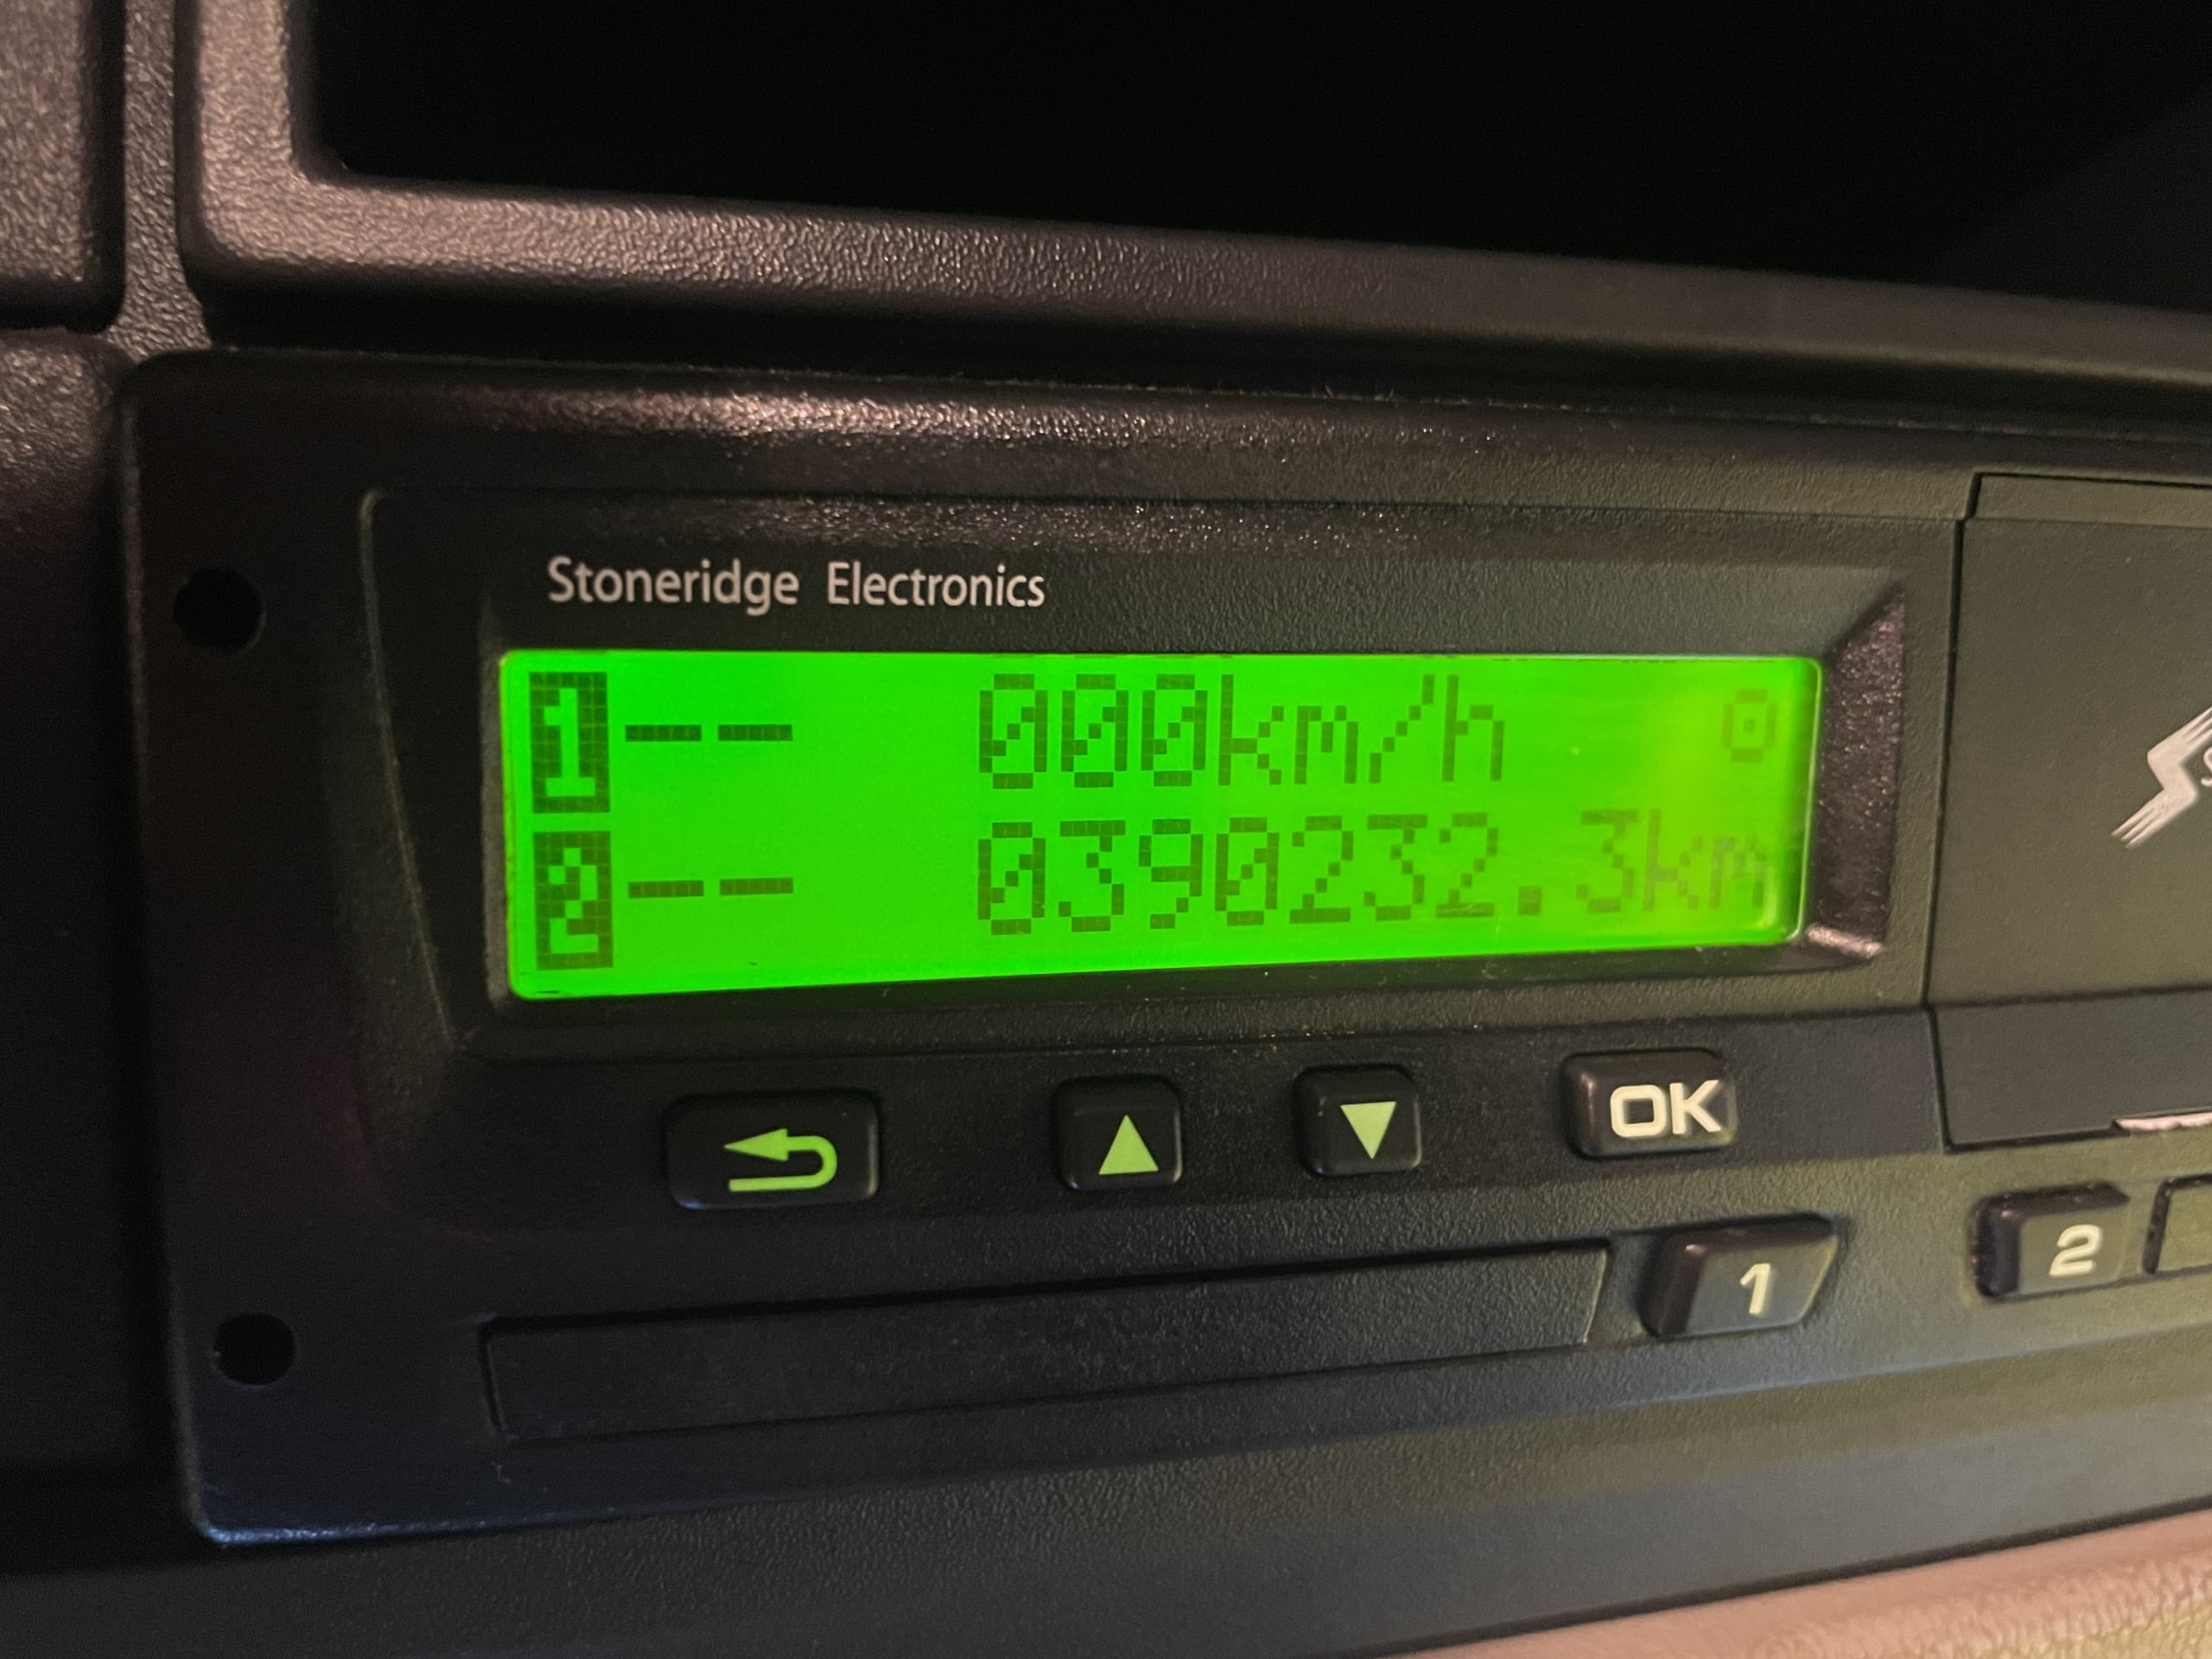 Stoneridge Electronics
1 -- 000km/h
2 -- 0390232.3km
OK
1
2